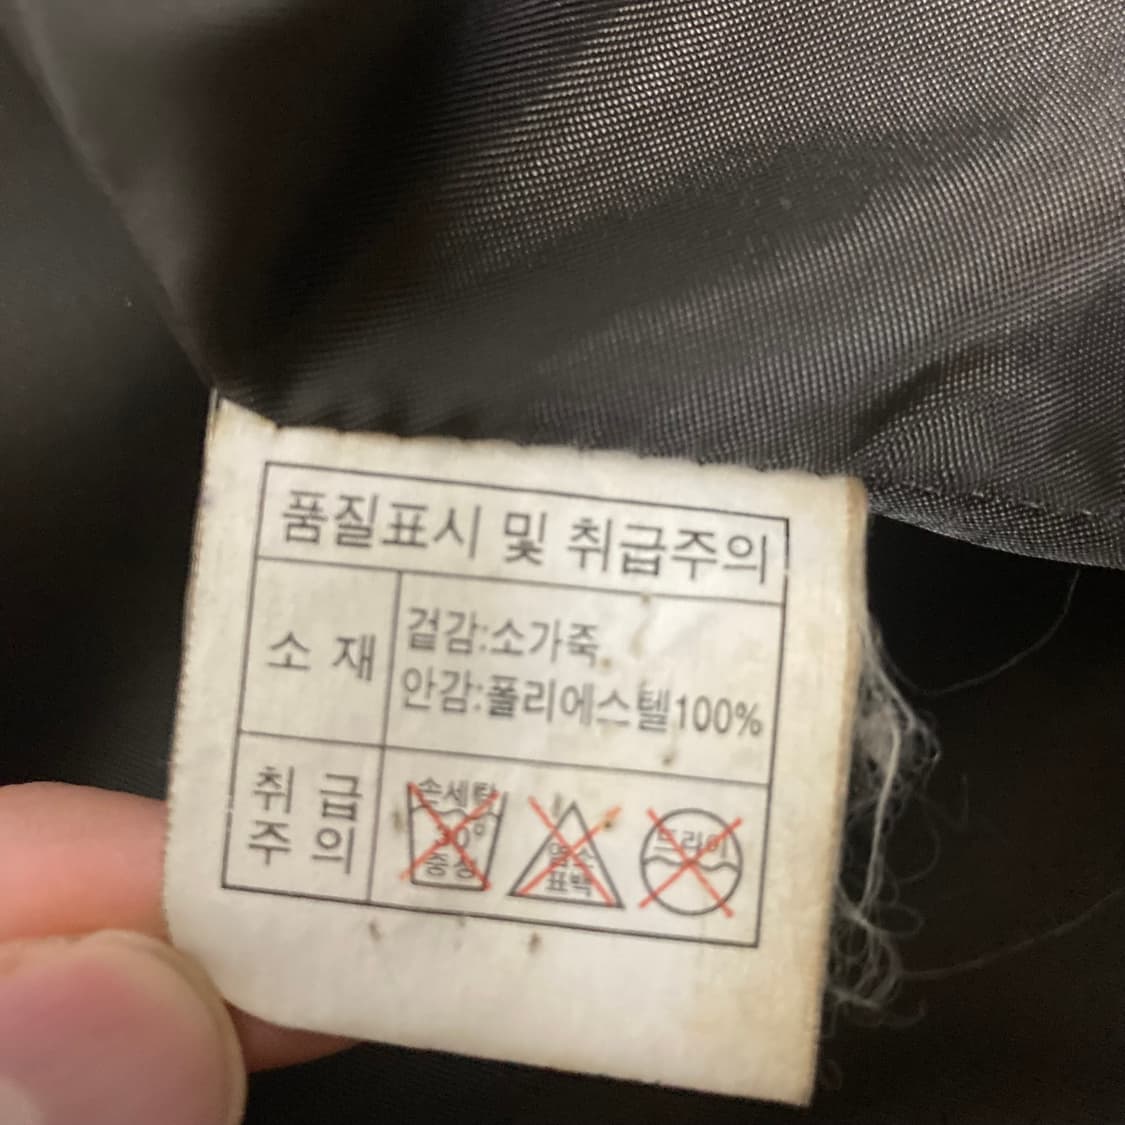 품질표시 및 취급주의
소 재
겉감:소가죽
안감:폴리에스텔100%
취 급
주 의
손세탁
30°
중성
염소
표백
드라이